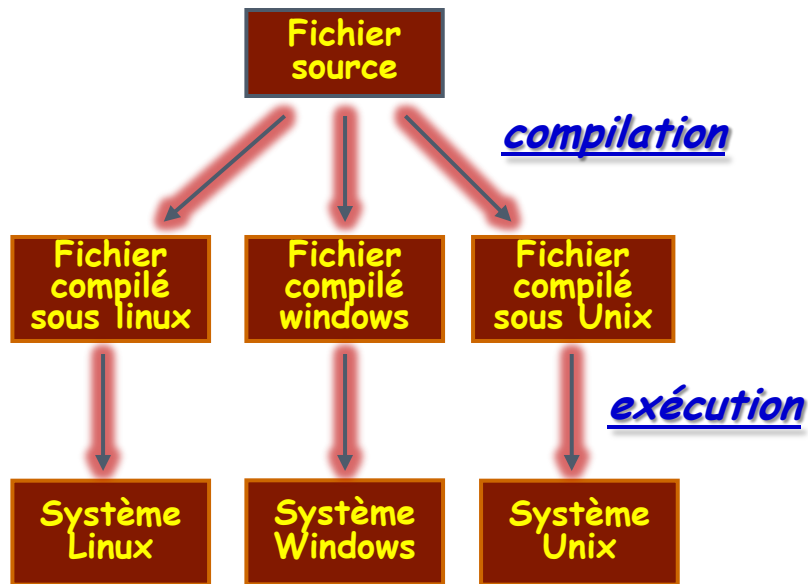 Fichier
source
compilation
Fichier
compilé
sous linux
Fichier
compilé
windows
Fichier
compilé
sous Unix
exécution
Système
Linux
Système
Windows
Système
Unix